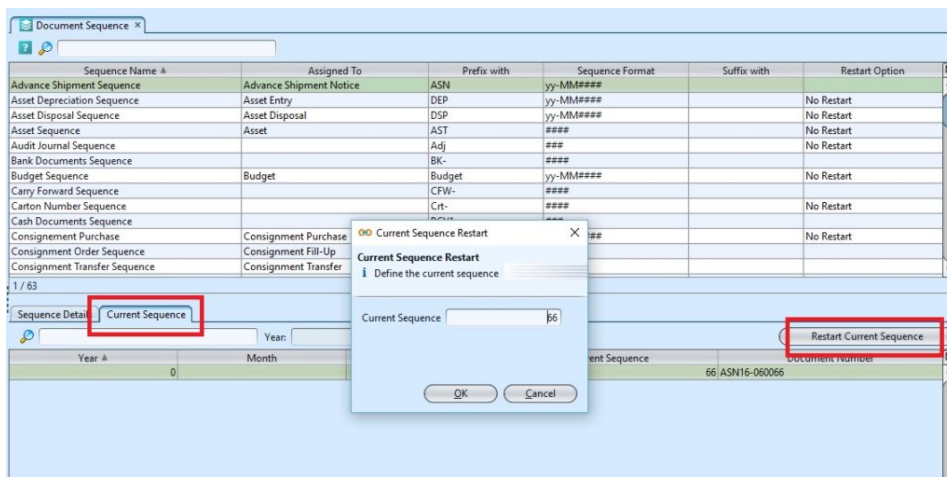 Document Sequence ×
?
Sequence Name Assigned To Prefix with Sequence Format Suffix with Restart Option
Advance Shipment Sequence Advance Shipment Notice ASN yy-MM####
Asset Depreciation Sequence Asset Entry DEP yy-MM#### No Restart
Asset Disposal Sequence Asset Disposal DSP yy-MM#### No Restart
Asset Sequence Asset AST #### No Restart
Audit Journal Sequence Adj ### No Restart
Bank Documents Sequence BK- ####
Budget Sequence Budget Budget yy-MM#### No Restart
Carry Forward Sequence CFW- ####
Carton Number Sequence Crt- #### No Restart
Cash Documents Sequence
Consignement Purchase Consignment Purchase ## No Restart
Consignment Order Sequence Consignment Fill-Up
Consignment Transfer Sequence Consignment Transfer
1 / 63
Current Sequence Restart ×
Current Sequence Restart
i Define the current sequence
Current Sequence 66
OK Cancel
Sequence Detail Current Sequence
Year: Restart Current Sequence
Year Month ent Sequence Document Number
0 66 ASN16-060066